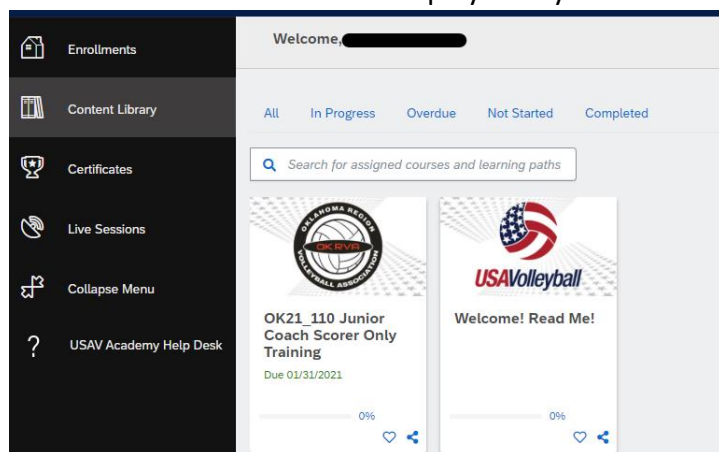 Enrollments
Content Library
Certificates
Live Sessions
Collapse Menu
? USAV Academy Help Desk
Welcome,
All In Progress Overdue Not Started Completed
Search for assigned courses and learning paths
OKLAHOMA REGION
OKRVA
VOLLEYBALL ASSOCIATION
OK21_110 Junior
Coach Scorer Only
Training
Due 01/31/2021
0%
USAVolleyball
Welcome! Read Me!
0%